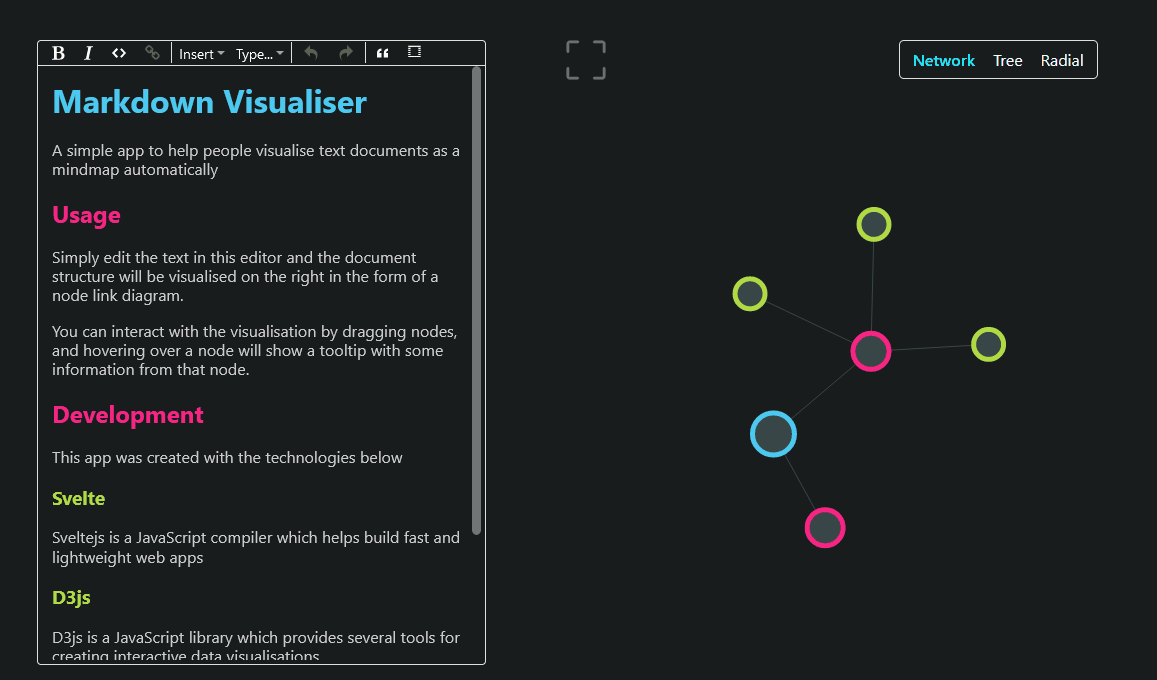 B I <> Insert Type...
Network Tree Radial
Markdown Visualiser
A simple app to help people visualise text documents as a
mindmap automatically
Usage
Simply edit the text in this editor and the document
structure will be visualised on the right in the form of a
node link diagram.
You can interact with the visualisation by dragging nodes,
and hovering over a node will show a tooltip with some
information from that node.
Development
This app was created with the technologies below
Svelte
Sveltejs is a JavaScript compiler which helps build fast and
lightweight web apps
D3js
D3js is a JavaScript library which provides several tools for
creating interactive data visualisations